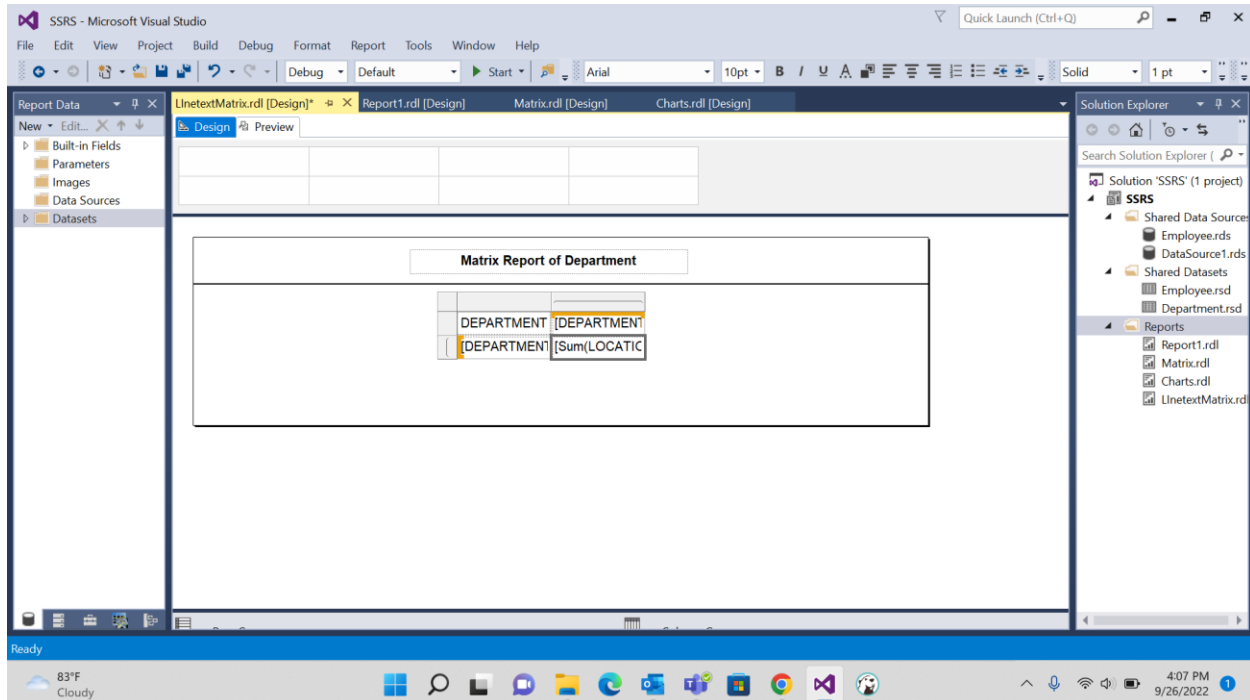 SSRS - Microsoft Visual Studio
Quick Launch (Ctrl+Q)
File Edit View Project Build Debug Format Report Tools Window Help
Debug Default Start Arial 10pt B I U A Solid 1 pt
Report Data
LInetextMatrix.rdl [Design]* Report1.rdl [Design] Matrix.rdl [Design] Charts.rdl [Design]
Solution Explorer
New Edit...
Design Preview
Built-in Fields
Parameters
Images
Data Sources
Datasets
Search Solution Explorer (
Solution 'SSRS' (1 project)
SSRS
Shared Data Sources
Employee.rds
DataSource1.rds
Shared Datasets
Employee.rsd
Department.rsd
Reports
Report1.rdl
Matrix.rdl
Charts.rdl
LInetextMatrix.rdl
Matrix Report of Department
DEPARTMENT [DEPARTMENT
[DEPARTMENT [Sum(LOCATIC
Ready
83°F
Cloudy
4:07 PM
9/26/2022
1